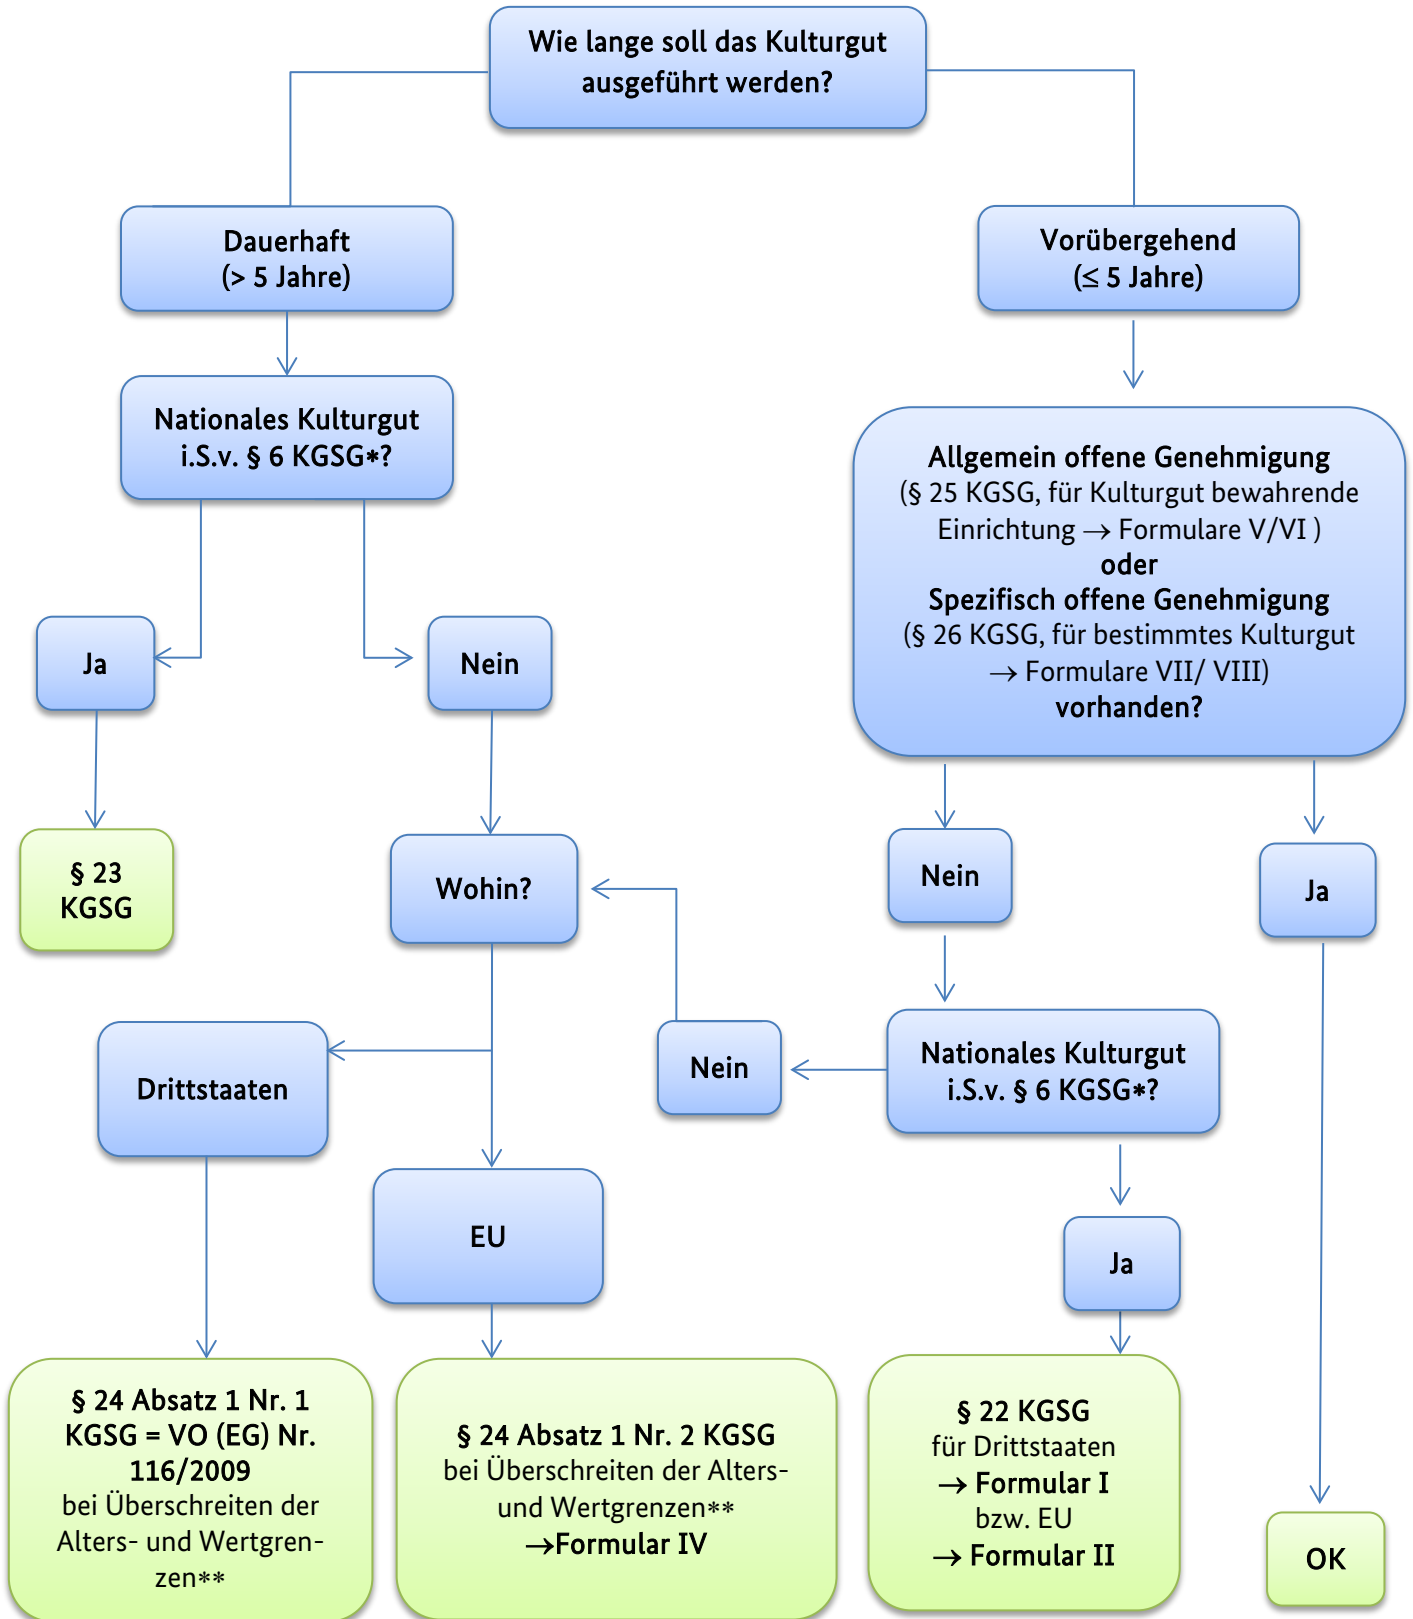 Wie lange soll das Kulturgut
ausgeführt werden?
Dauerhaft
(> 5 Jahre)
Vorübergehend
(≤ 5 Jahre)
Nationales Kulturgut
i.S.v. § 6 KGSG*?
Allgemein offene Genehmigung
(§ 25 KGSG, für Kulturgut bewahrende
Einrichtung → Formulare V/VI )
oder
Spezifisch offene Genehmigung
(§ 26 KGSG, für bestimmtes Kulturgut
→ Formulare VII/ VIII)
vorhanden?
Ja
Nein
§ 23
KGSG
Wohin?
Nein
Ja
Drittstaaten
Nein
Nationales Kulturgut
i.S.v. § 6 KGSG*?
EU
Ja
§ 24 Absatz 1 Nr. 1
KGSG = VO (EG) Nr.
116/2009
bei Überschreiten der
Alters- und Wertgren-
zen**
§ 24 Absatz 1 Nr. 2 KGSG
bei Überschreiten der Alters-
und Wertgrenzen**
→Formular IV
§ 22 KGSG
für Drittstaaten
→ Formular I
bzw. EU
→ Formular II
OK